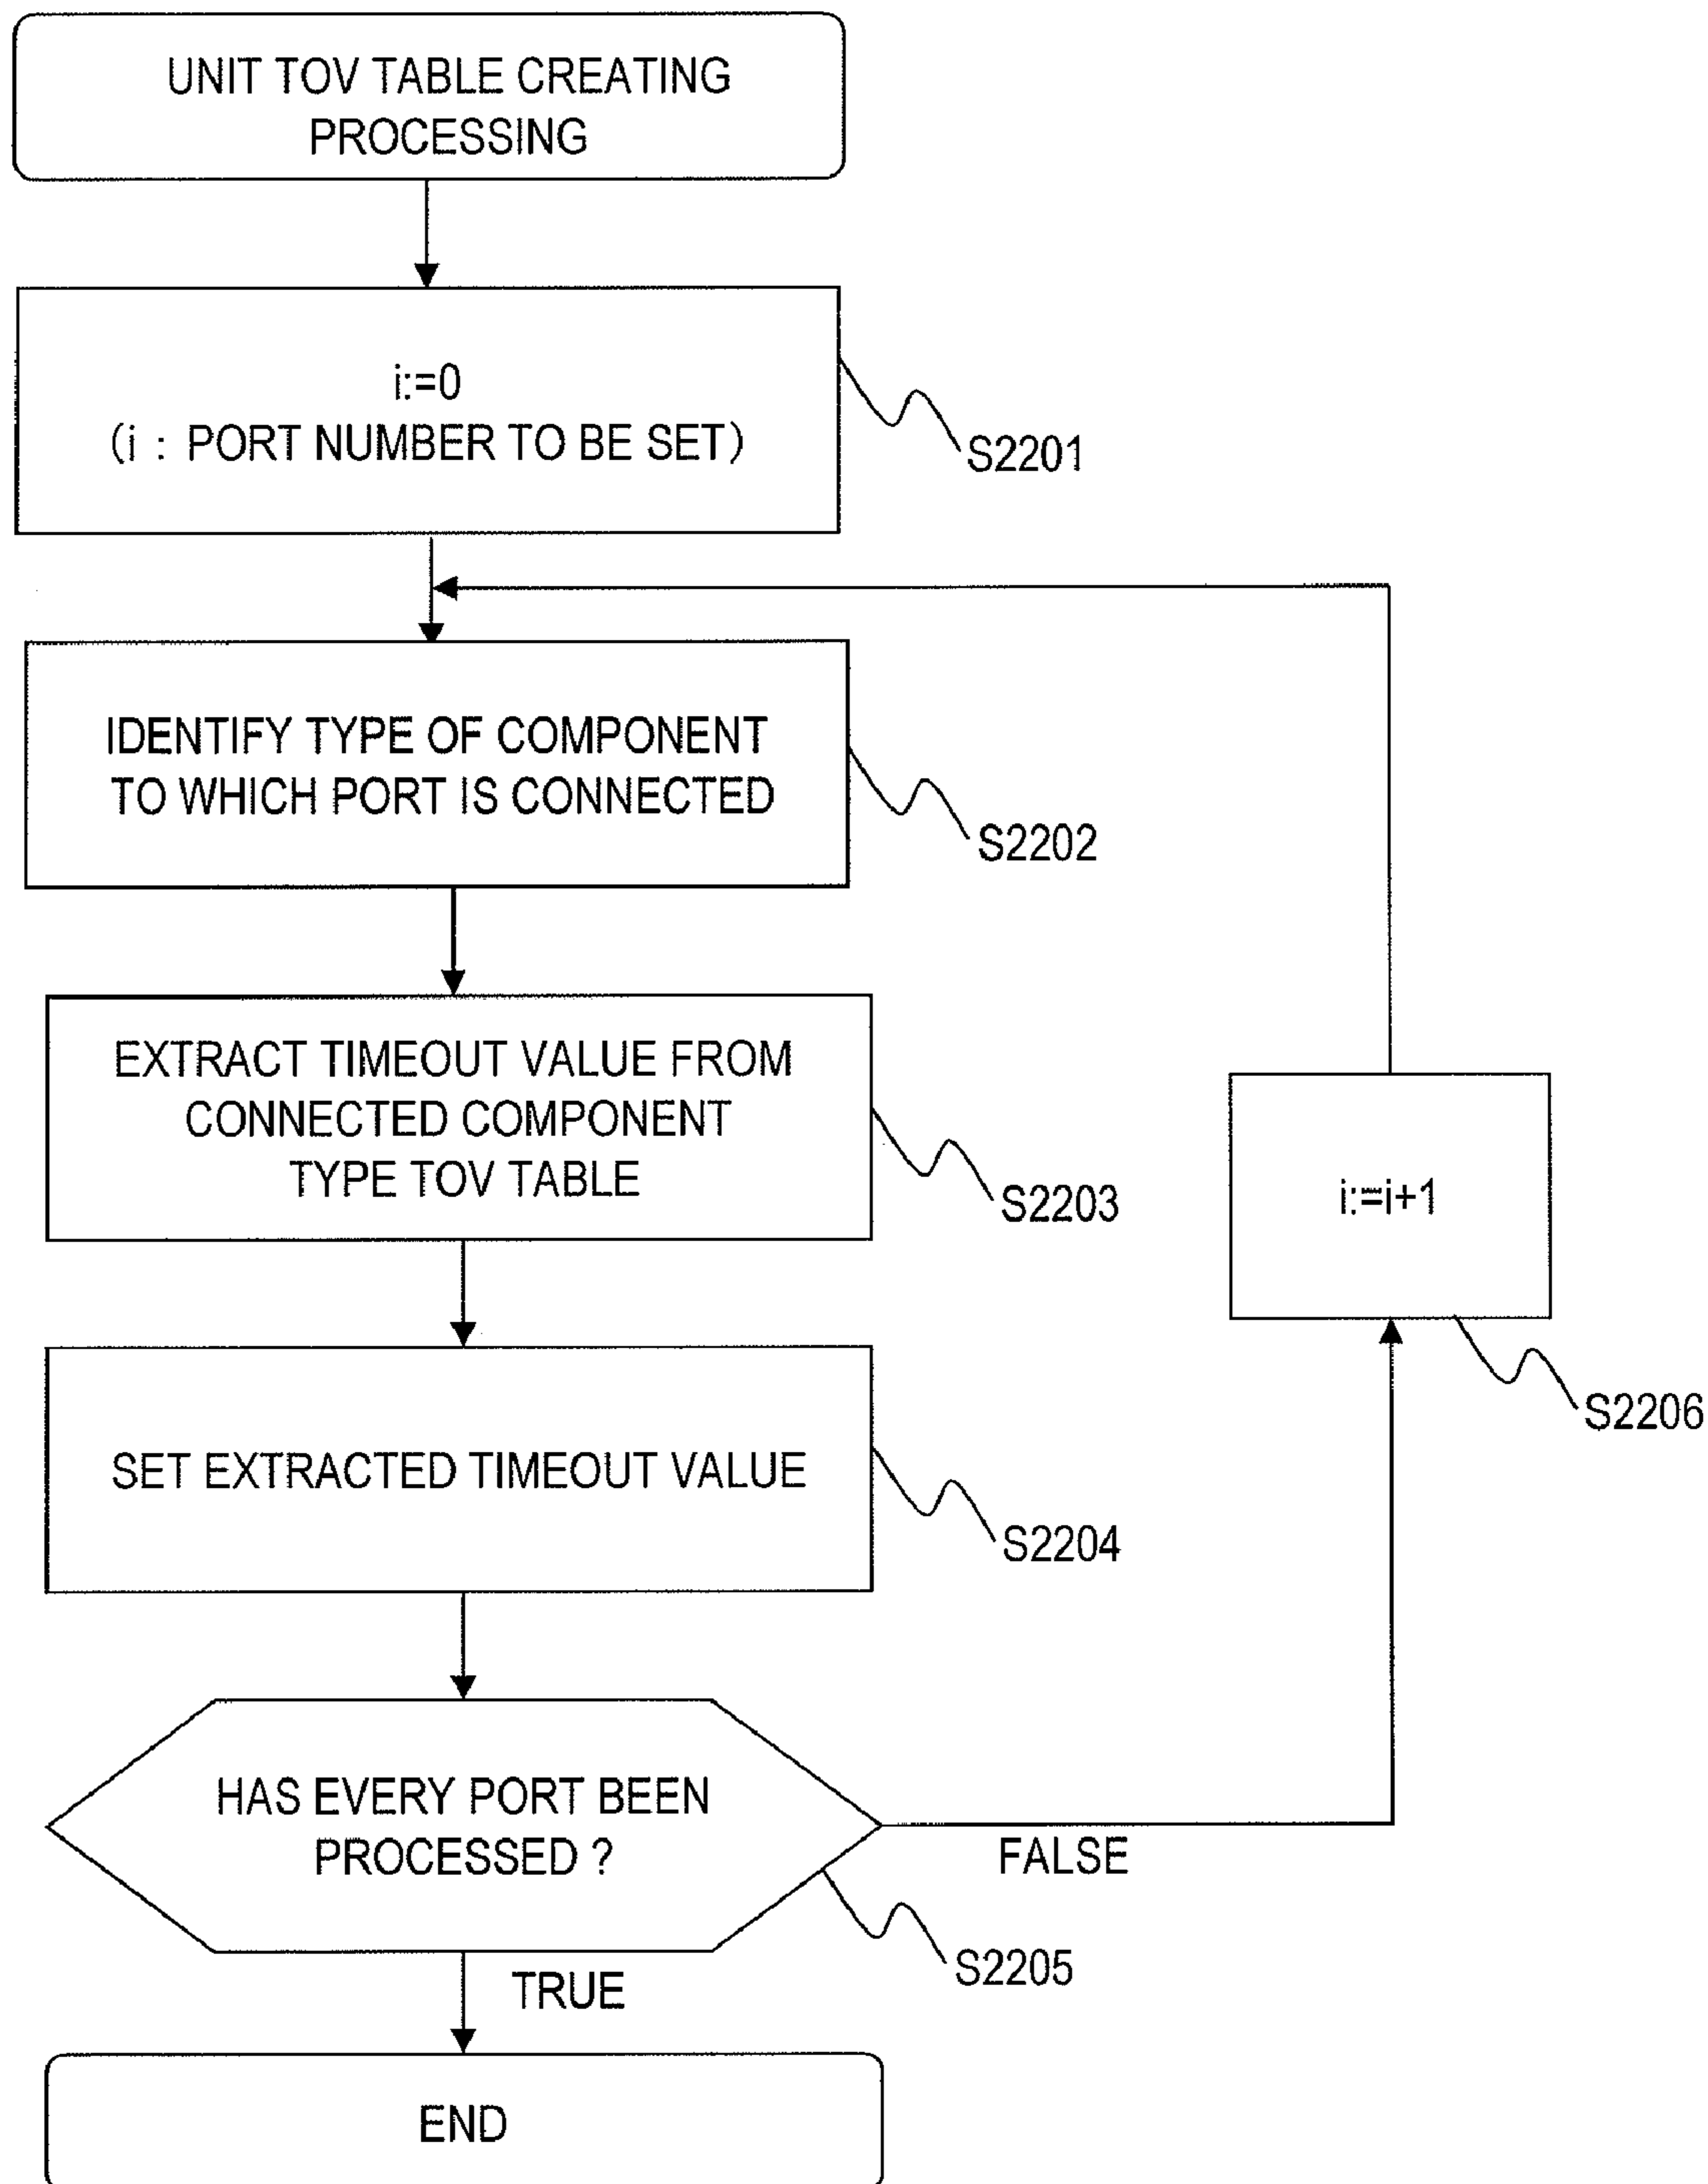 UNIT TOV TABLE CREATING
PROCESSING
i:=0
(i : PORT NUMBER TO BE SET)
S2201
IDENTIFY TYPE OF COMPONENT
TO WHICH PORT IS CONNECTED
S2202
EXTRACT TIMEOUT VALUE FROM
CONNECTED COMPONENT
TYPE TOV TABLE
S2203
i:=i+1
S2206
SET EXTRACTED TIMEOUT VALUE
S2204
HAS EVERY PORT BEEN
PROCESSED ?
FALSE
S2205
TRUE
END